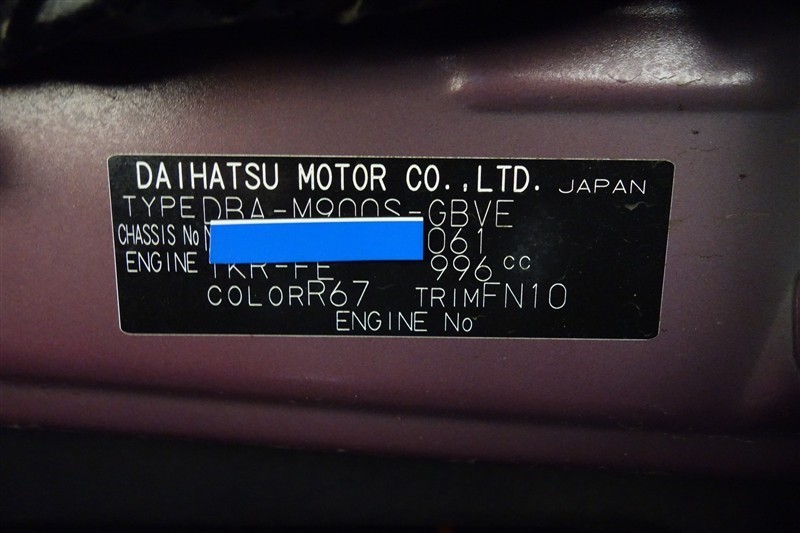 DAIHATSU MOTOR CO.,LTD. JAPAN
TYPE DBA-M900S-GBVE
CHASSIS No 061
ENGINE 1KR-FE 996 cc
COLOR R67 TRIM FN10
ENGINE No